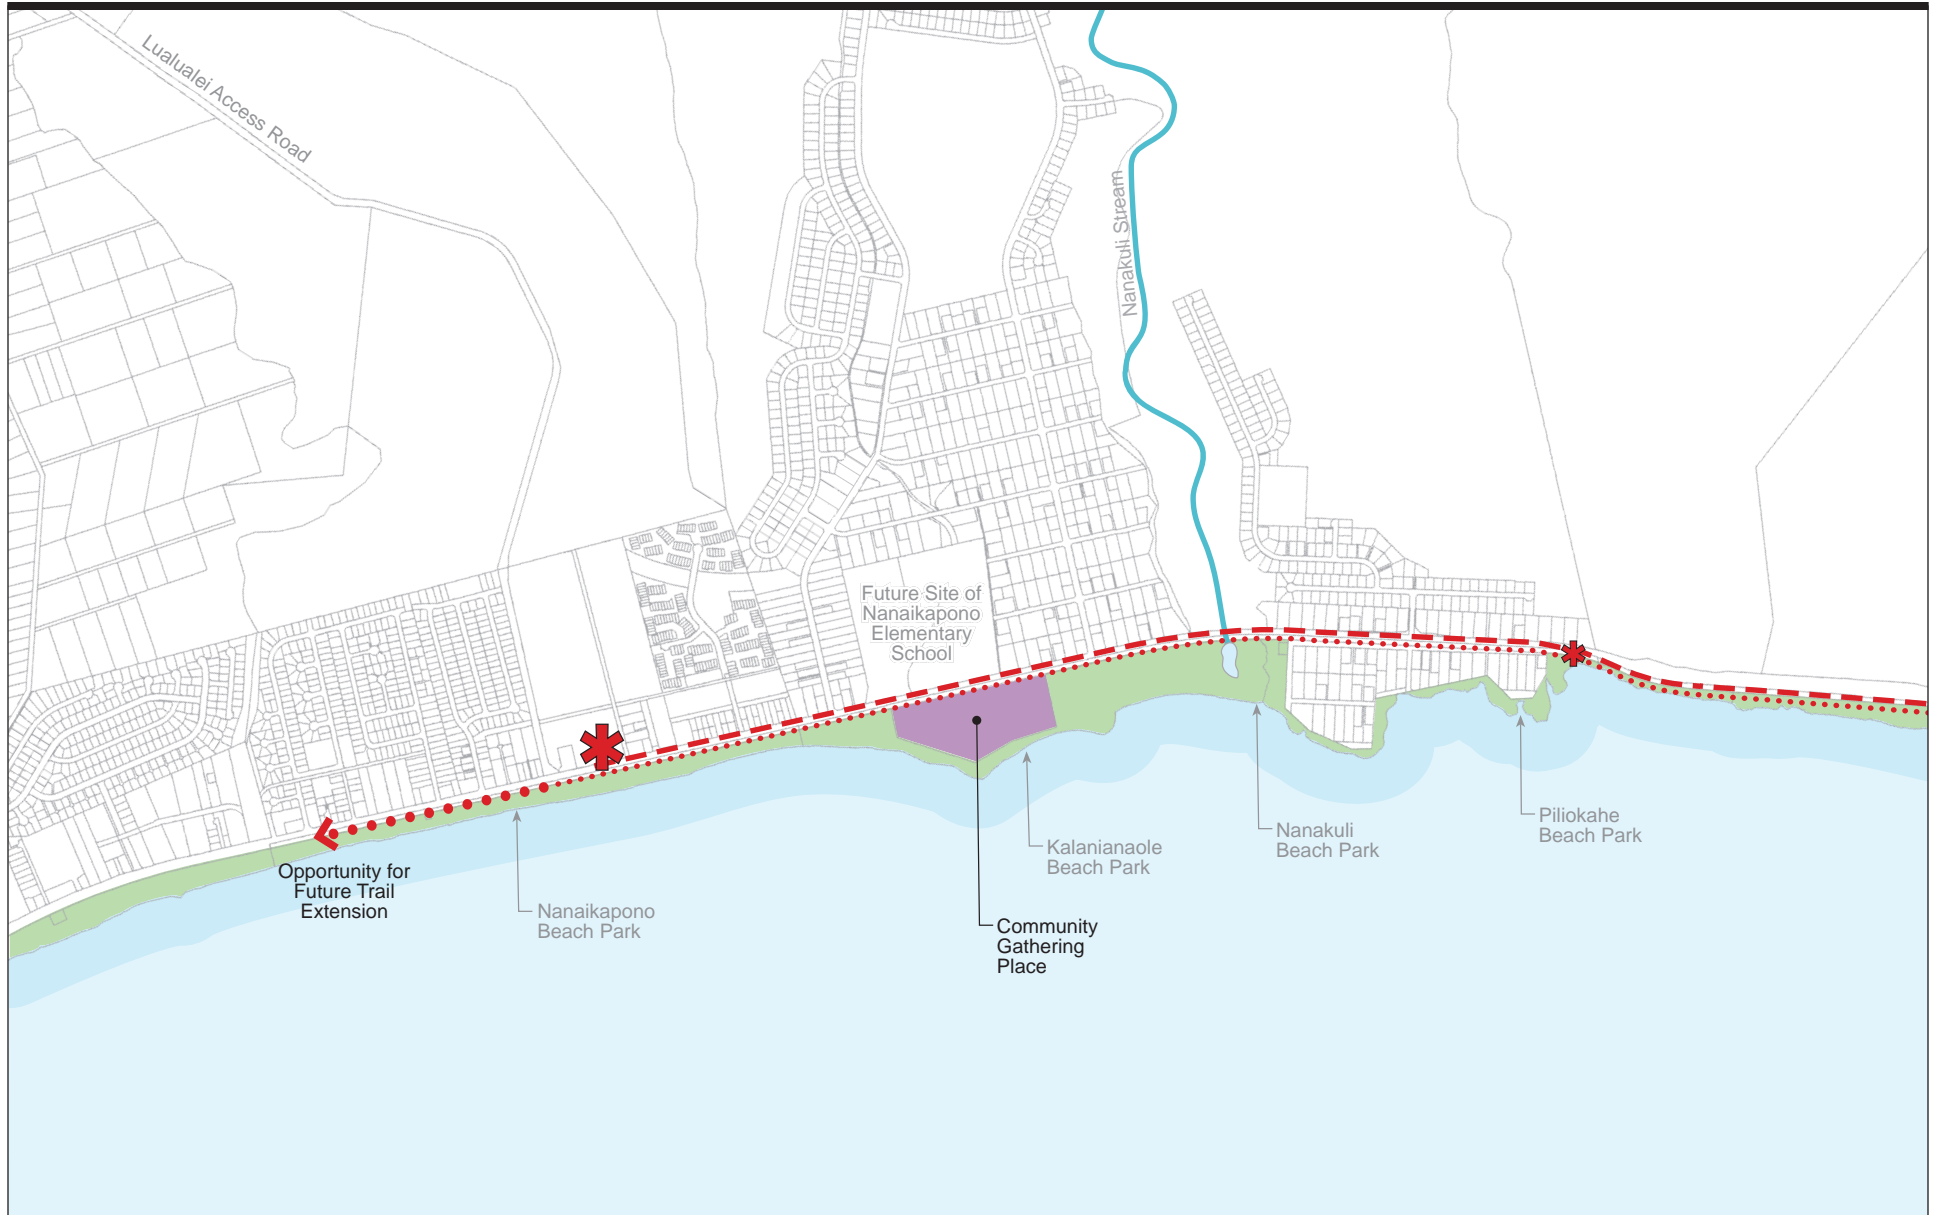 Lualualei Access Road
Nanakuli Stream
Future Site of
Nanaikapono
Elementary
School
Opportunity for
Future Trail
Extension
Nanaikapono
Beach Park
Community
Gathering
Place
Kalanianaole
Beach Park
Nanakuli
Beach Park
Piliokahe
Beach Park